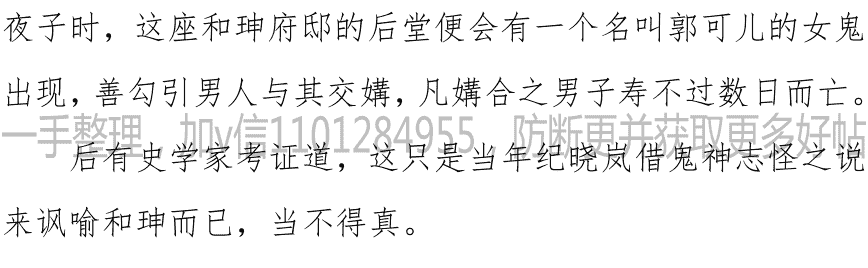 夜子时，这座和珅府邸的后堂便会有一个名叫郭可儿的女鬼
出现，善勾引男人与其交媾，凡媾合之男子寿不过数日而亡。
一手整理，加v信1101284955，防断更并获取更多好帖
后有史学家考证道，这只是当年纪晓岚借鬼神志怪之说
来讽喻和珅而已，当不得真。